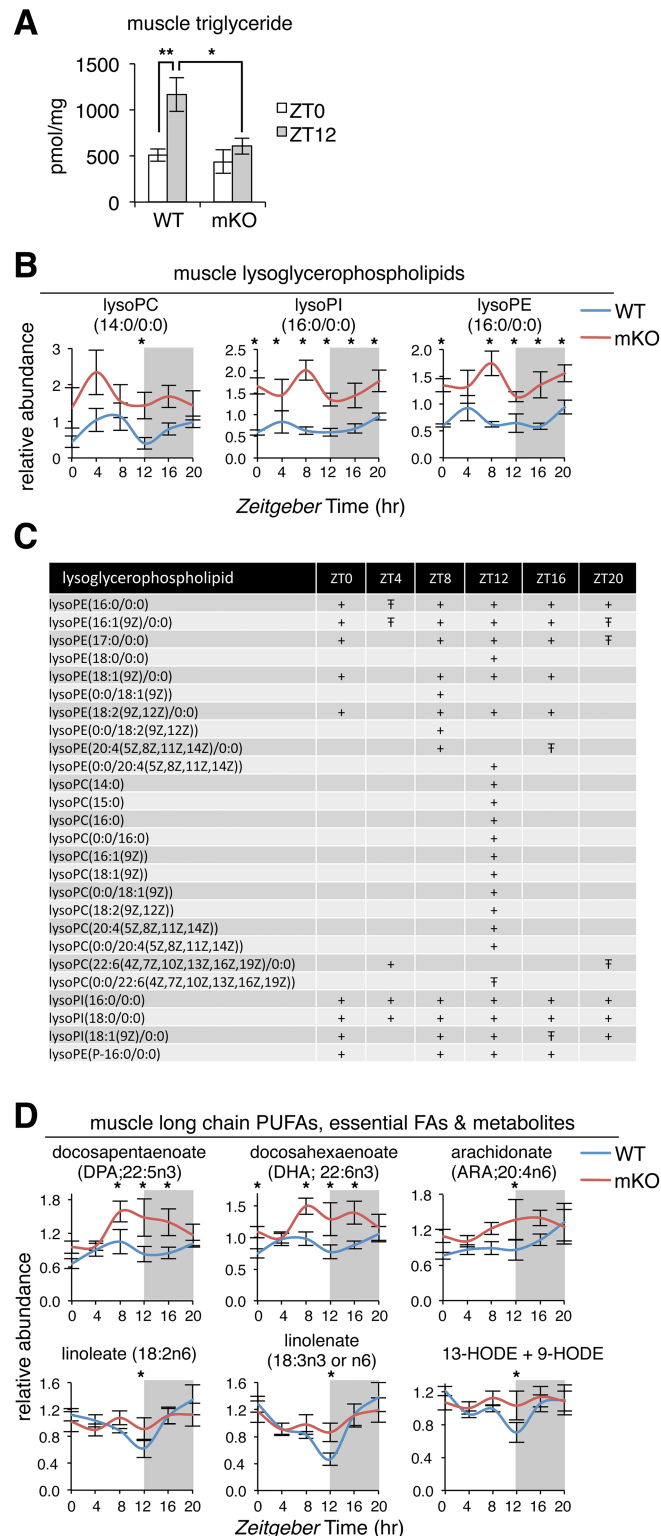 A
muscle triglyceride
** *
1500
1000
500
0
pmol/mg
ZT0
ZT12
WT mKO
B
muscle lysoglycerophospholipids
lysoPC
(14:0/0:0)
lysoPI
(16:0/0:0)
lysoPE
(16:0/0:0)
WT
mKO
* * * * * * * * * * * *
relative abundance
3
2
1
0
2.5
2.0
1.5
1.0
0.5
0.0
2.0
1.5
1.0
0.5
0.0
0 4 8 12 16 20
0 4 8 12 16 20
0 4 8 12 16 20
Zeitgeber Time (hr)
C
lysoglycerophospholipid ZT0 ZT4 ZT8 ZT12 ZT16 ZT20
lysoPE(16:0/0:0) + Ŧ + + + +
lysoPE(16:1(9Z)/0:0) + Ŧ + + + Ŧ
lysoPE(17:0/0:0) + + + + Ŧ
lysoPE(18:0/0:0) +
lysoPE(18:1(9Z)/0:0) + + + +
lysoPE(0:0/18:1(9Z)) +
lysoPE(18:2(9Z,12Z)/0:0) + + + +
lysoPE(0:0/18:2(9Z,12Z)) +
lysoPE(20:4(5Z,8Z,11Z,14Z)/0:0) + Ŧ
lysoPE(0:0/20:4(5Z,8Z,11Z,14Z)) +
lysoPC(14:0) +
lysoPC(15:0) +
lysoPC(16:0) +
lysoPC(0:0/16:0) +
lysoPC(16:1(9Z)) +
lysoPC(18:1(9Z)) +
lysoPC(0:0/18:1(9Z)) +
lysoPC(18:2(9Z,12Z)) +
lysoPC(20:4(5Z,8Z,11Z,14Z)) +
lysoPC(0:0/20:4(5Z,8Z,11Z,14Z)) +
lysoPC(22:6(4Z,7Z,10Z,13Z,16Z,19Z)/0:0) + Ŧ
lysoPC(0:0/22:6(4Z,7Z,10Z,13Z,16Z,19Z)) Ŧ
lysoPI(16:0/0:0) + + + + + +
lysoPI(18:0/0:0) + + + + + +
lysoPI(18:1(9Z)/0:0) + + + Ŧ +
lysoPE(P-16:0/0:0) + + + +
D
muscle long chain PUFAs, essential FAs & metabolites
docosapentaenoate
(DPA;22:5n3)
docosahexaenoate
(DHA; 22:6n3)
arachidonate
(ARA;20:4n6)
WT
mKO
* * * * * * * *
relative abundance
1.8
1.2
0.6
0.0
1.5
1.0
0.5
0.0
1.8
1.2
0.6
0.0
0 4 8 12 16 20
0 4 8 12 16 20
0 4 8 12 16 20
linoleate (18:2n6)
linolenate
(18:3n3 or n6)
13-HODE + 9-HODE
* * *
1.6
1.2
0.8
0.4
0.0
1.6
1.2
0.8
0.4
0.0
1.2
0.8
0.4
0.0
0 4 8 12 16 20
0 4 8 12 16 20
0 4 8 12 16 20
Zeitgeber Time (hr)